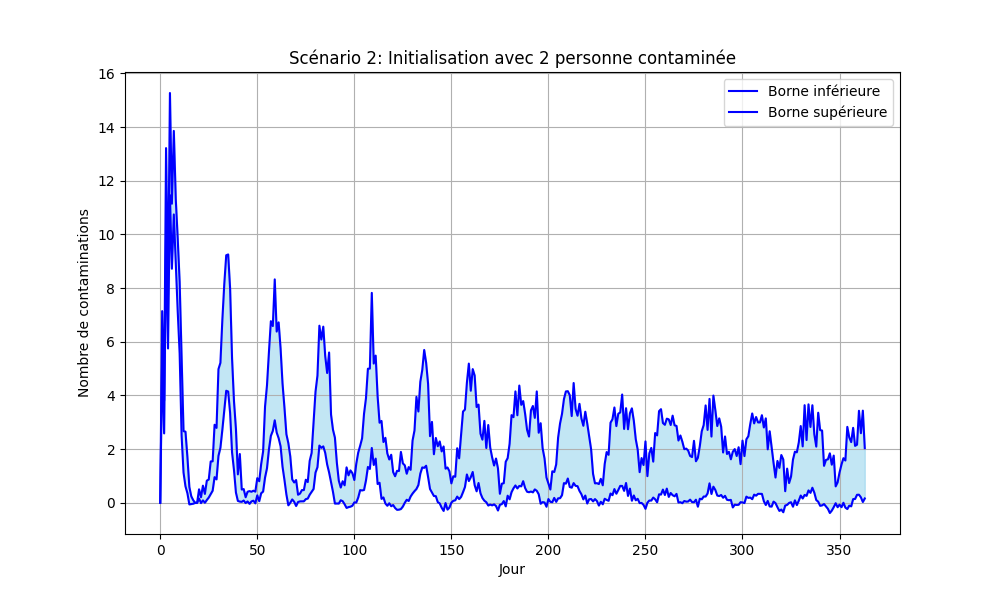 Scénario 2: Initialisation avec 2 personne contaminée
Borne inférieure
Borne supérieure
Nombre de contaminations
16
14
12
10
8
6
4
2
0
0 50 100 150 200 250 300 350
Jour